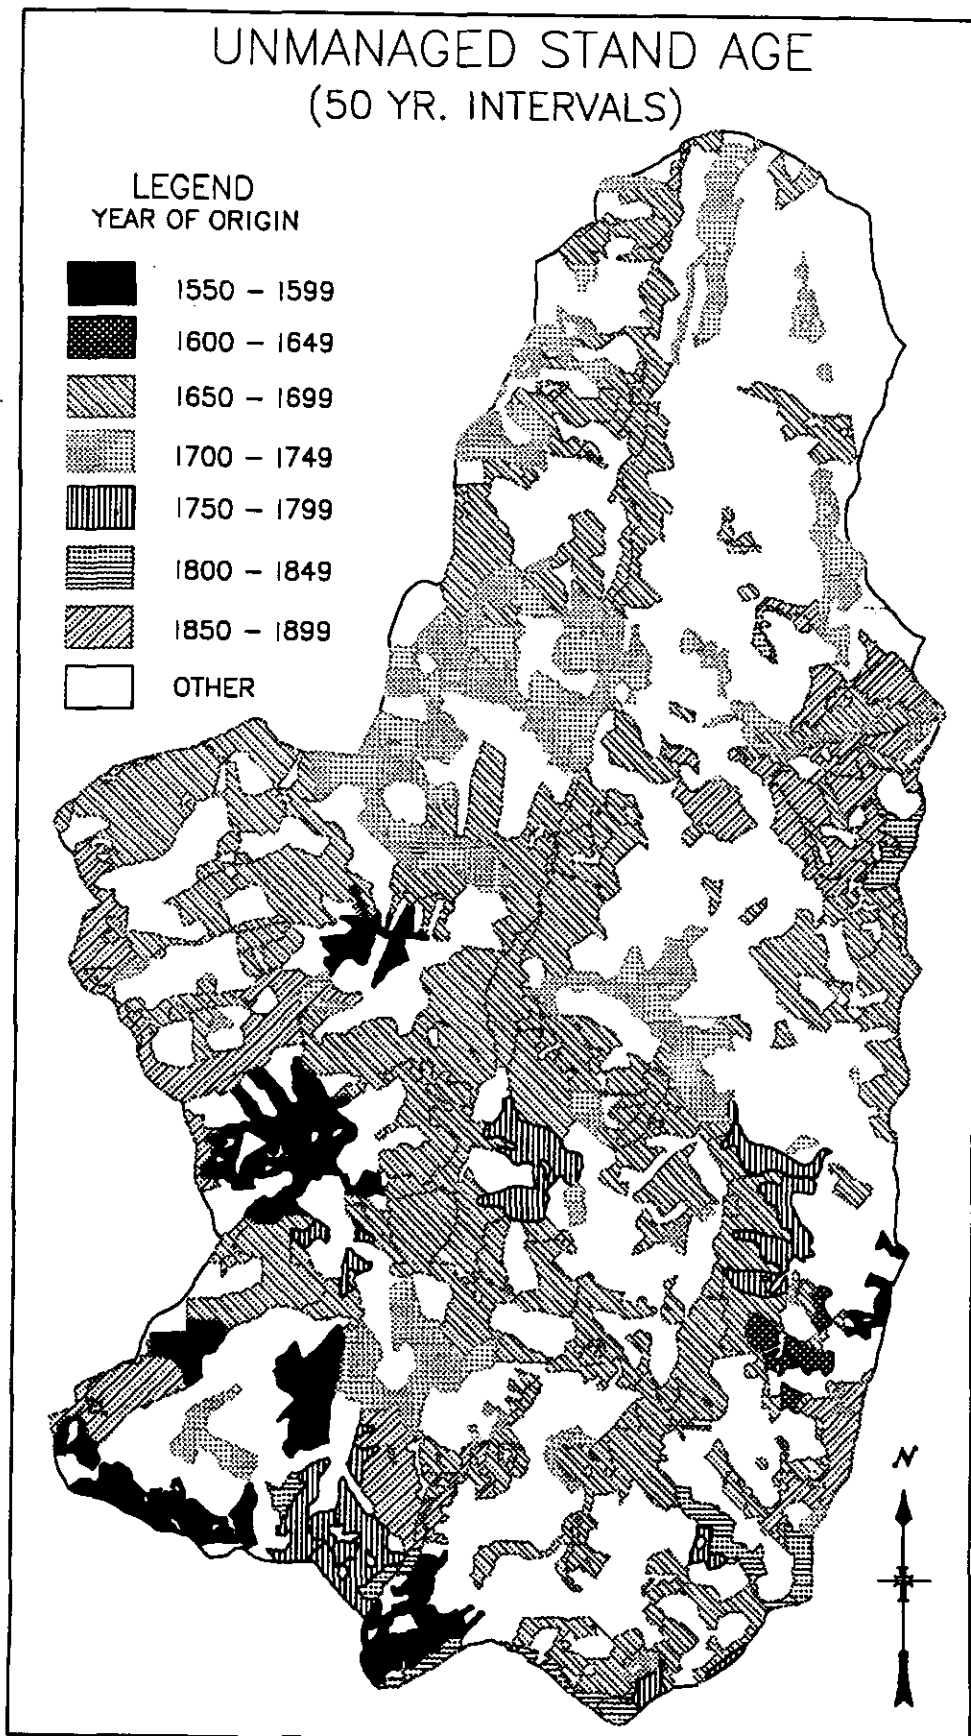 UNMANAGED STAND AGE
(50 YR. INTERVALS)
LEGEND
YEAR OF ORIGIN
1550 - 1599
1600 - 1649
1650 - 1699
1700 - 1749
1750 - 1799
1800 - 1849
1850 - 1899
OTHER
N